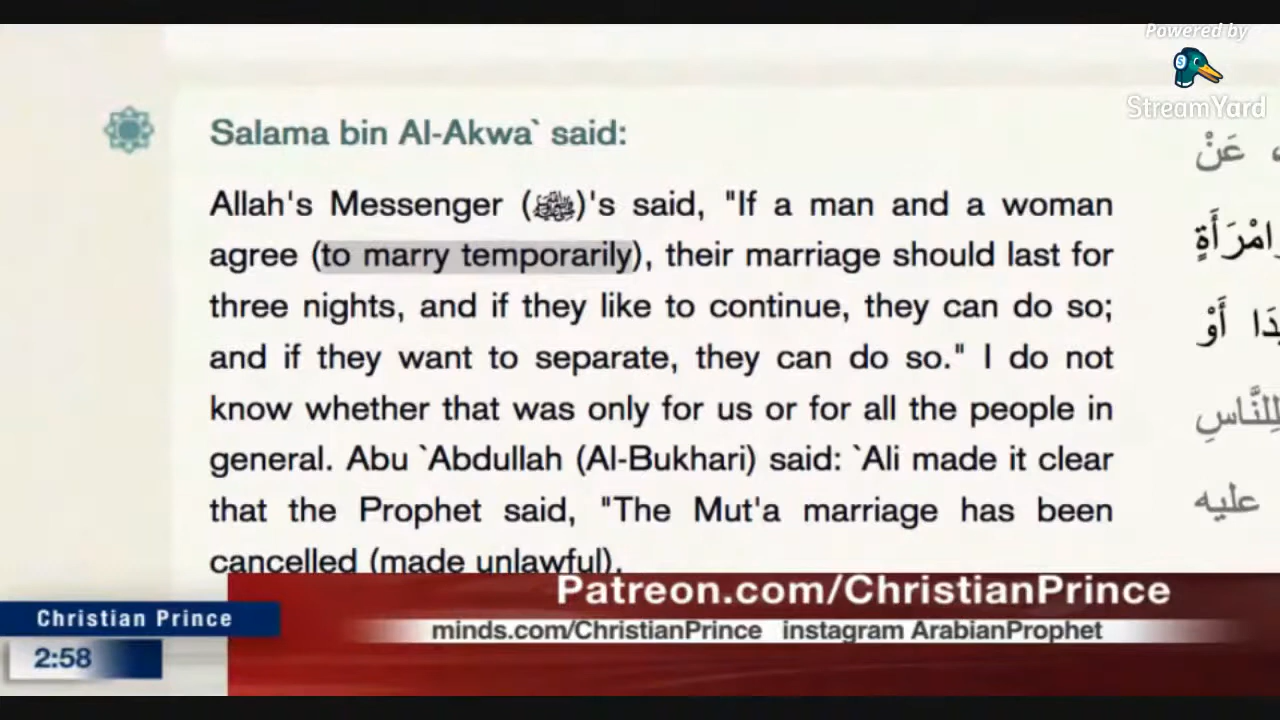 Powered by
StreamYard
Salama bin Al-Akwa` said:
Allah's Messenger (ﷺ)'s said, "If a man and a woman
agree (to marry temporarily), their marriage should last for
three nights, and if they like to continue, they can do so;
and if they want to separate, they can do so." I do not
know whether that was only for us or for all the people in
general. Abu `Abdullah (Al-Bukhari) said: `Ali made it clear
that the Prophet said, "The Mut'a marriage has been
cancelled (made unlawful).
عَنْ
امْرَأَةٍ
أَوْ
لِلنَّاسِ
عليه
Patreon.com/ChristianPrince
Christian Prince
minds.com/ChristianPrince instagram ArabianProphet
2:58